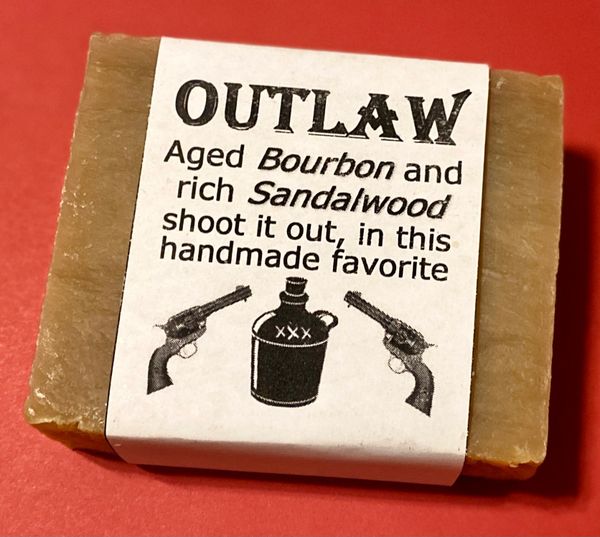 OUTLAW
Aged Bourbon and
rich Sandalwood
shoot it out, in this
handmade favorite
XXX